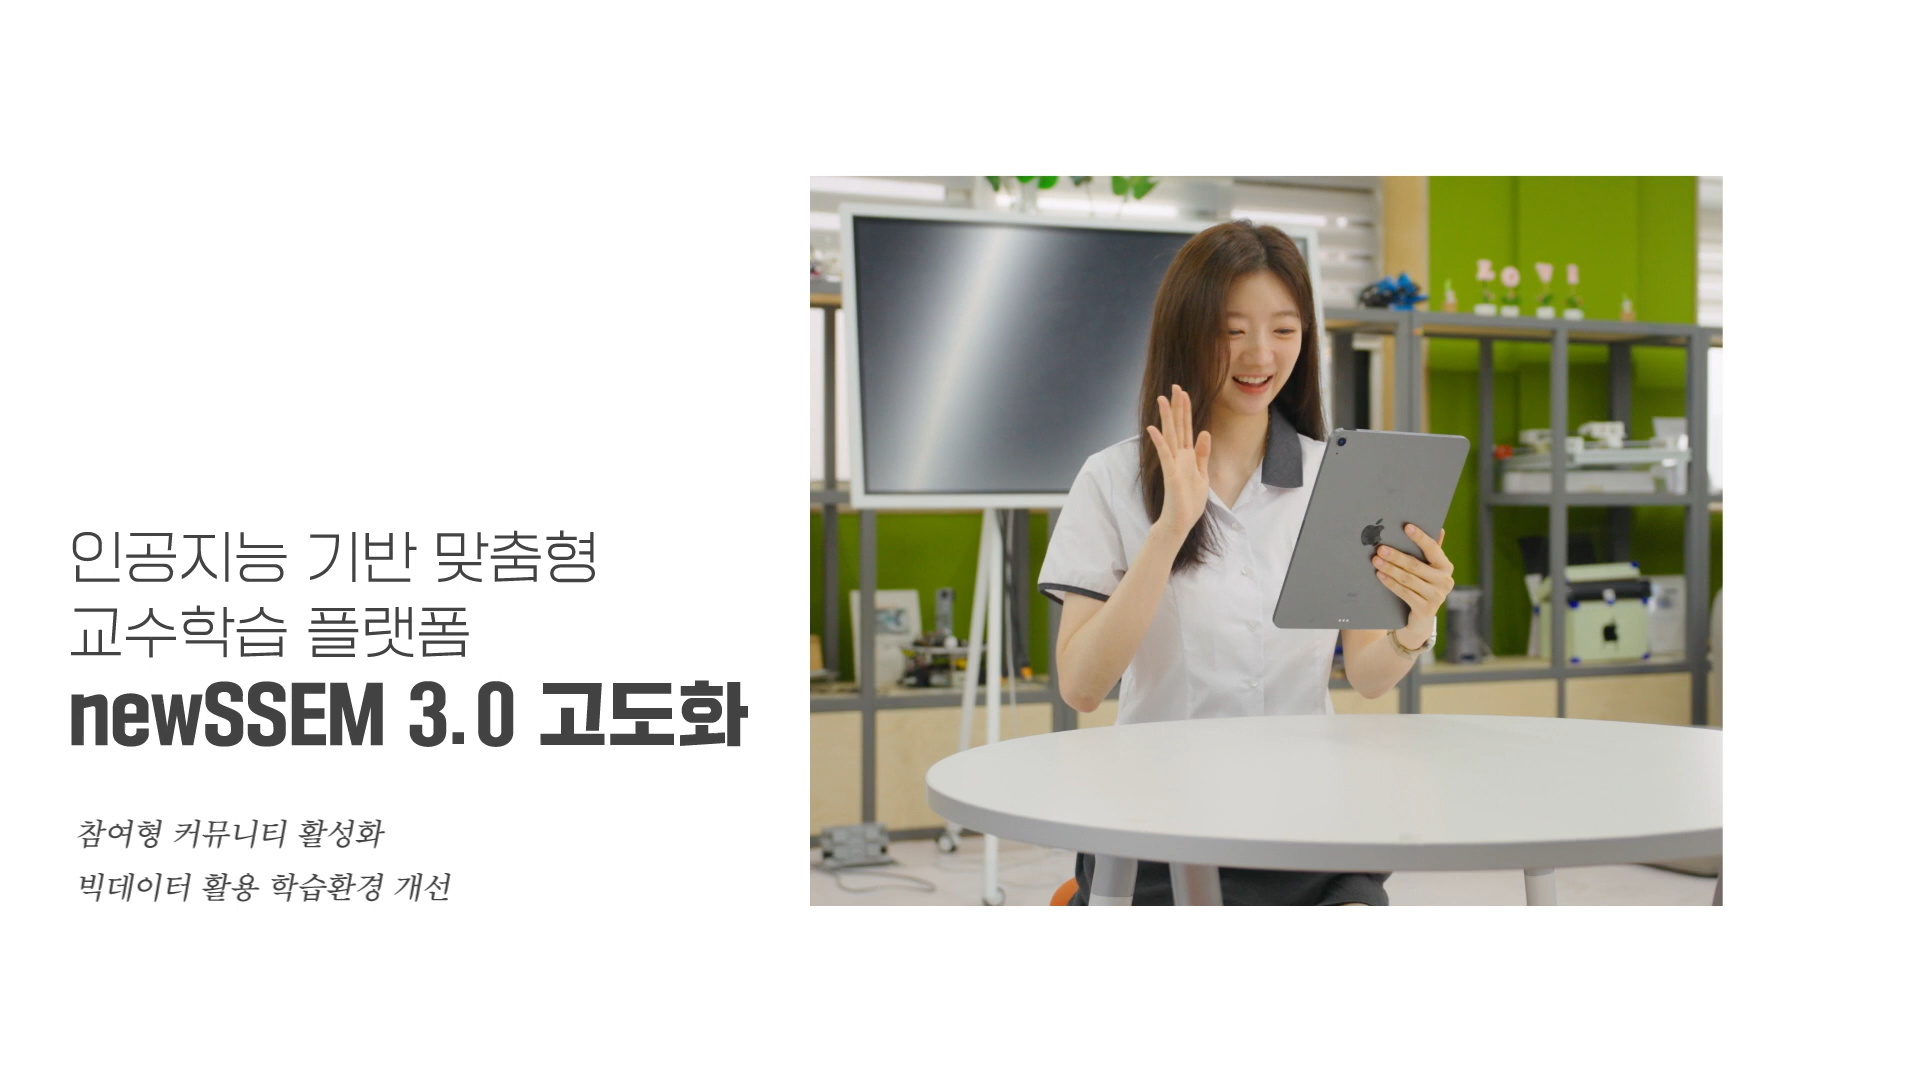 인공지능 기반 맞춤형
교수학습 플랫폼
newSSEM 3.0 고도화
참여형 커뮤니티 활성화
빅데이터 활용 학습환경 개선
LOVI